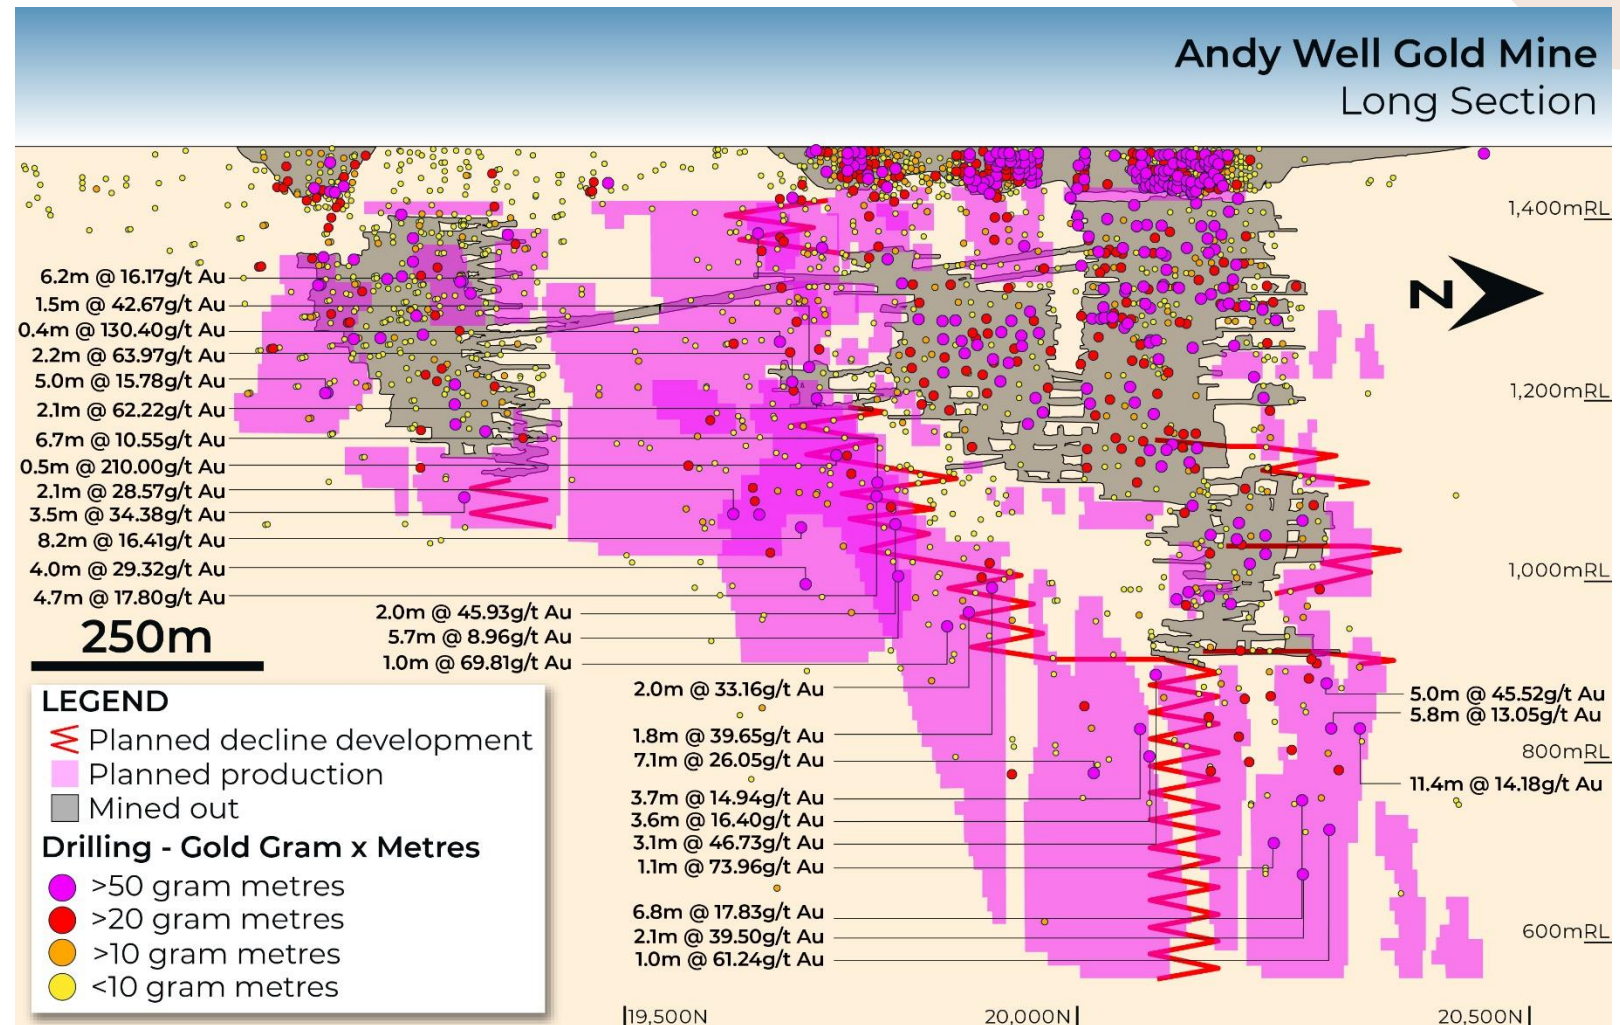 Andy Well Gold Mine
Long Section
1,400mRL
N
6.2m @ 16.17g/t Au
1.5m @ 42.67g/t Au
0.4m @ 130.40g/t Au
2.2m @ 63.97g/t Au
5.0m @ 15.78g/t Au
1,200mRL
2.1m @ 62.22g/t Au
6.7m @ 10.55g/t Au
0.5m @ 210.00g/t Au
2.1m @ 28.57g/t Au
3.5m @ 34.38g/t Au
8.2m @ 16.41g/t Au
4.0m @ 29.32g/t Au
1,000mRL
4.7m @ 17.80g/t Au
2.0m @ 45.93g/t Au
5.7m @ 8.96g/t Au
1.0m @ 69.81g/t Au
250m
2.0m @ 33.16g/t Au
1.8m @ 39.65g/t Au
7.1m @ 26.05g/t Au
3.7m @ 14.94g/t Au
3.6m @ 16.40g/t Au
3.1m @ 46.73g/t Au
1.1m @ 73.96g/t Au
6.8m @ 17.83g/t Au
2.1m @ 39.50g/t Au
1.0m @ 61.24g/t Au
5.0m @ 45.52g/t Au
5.8m @ 13.05g/t Au
800mRL
11.4m @ 14.18g/t Au
600mRL
LEGEND
Planned decline development
Planned production
Mined out
Drilling - Gold Gram x Metres
>50 gram metres
>20 gram metres
>10 gram metres
<10 gram metres
19,500N
20,000N
20,500N